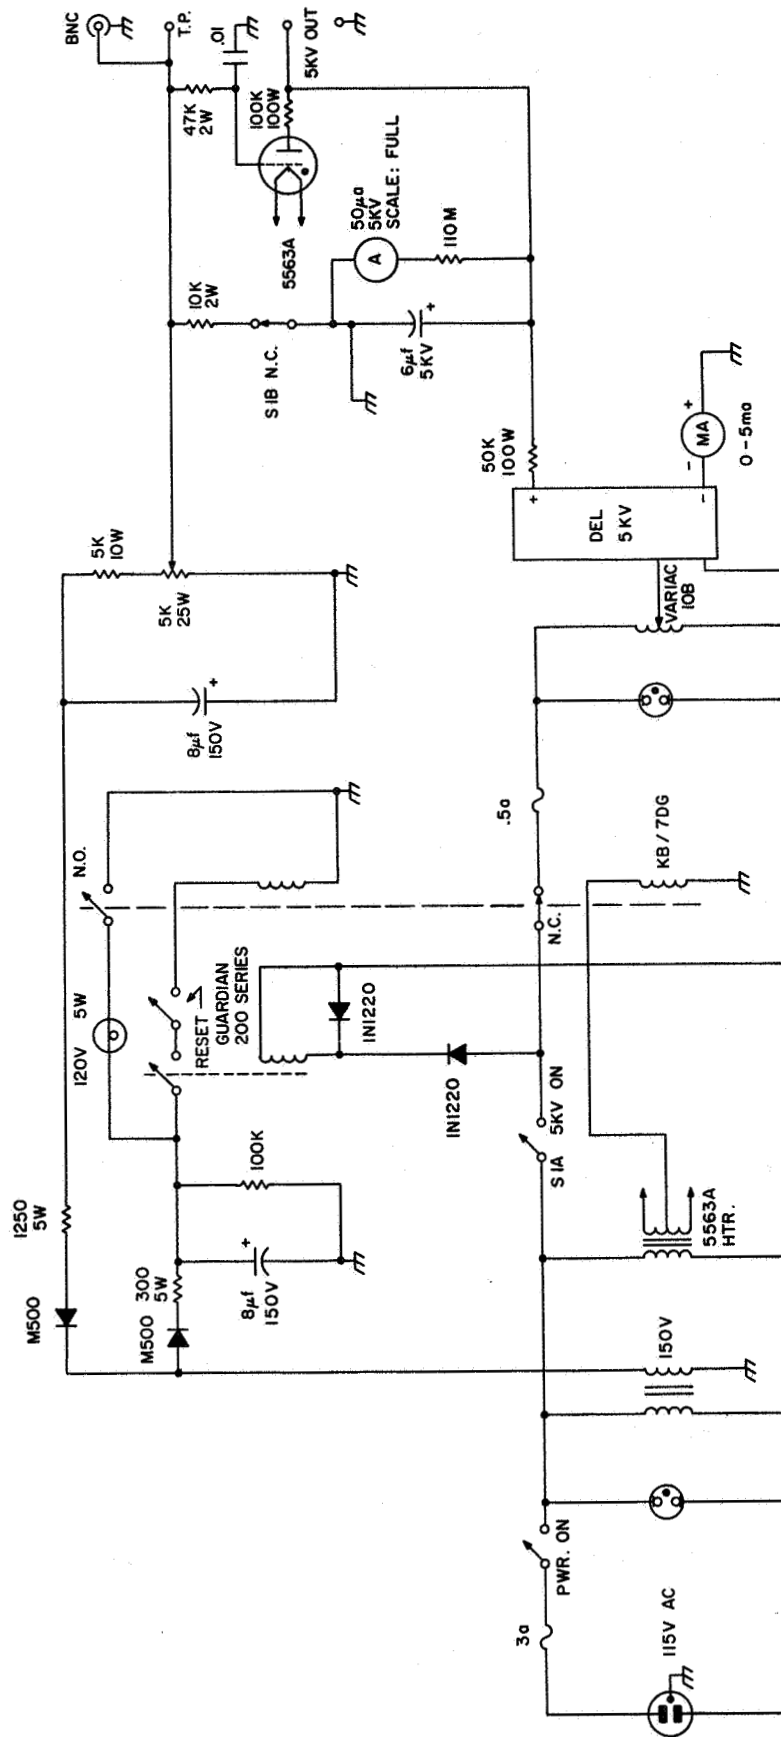 BNC
T.P.
.01
5KV OUT
47K
2W
100K
100W
5563A
50µa
5KV
SCALE: FULL
A
110M
10K
2W
S1B N.C.
6µf
5KV
+
50K
100W
+
-
DEL
5KV
-
MA
+
0-5ma
5K
10W
5K
25W
VARIAC
10B
8µf
150V
+
N.O.
.5a
KB/7DG
N.C.
120V 5W
RESET
GUARDIAN
200 SERIES
1N1220
1N1220
5KV ON
S1A
100K
1250
5W
M500
300
5W
M500
8µf
150V
+
5563A
HTR.
150V
PWR. ON
3a
115V AC